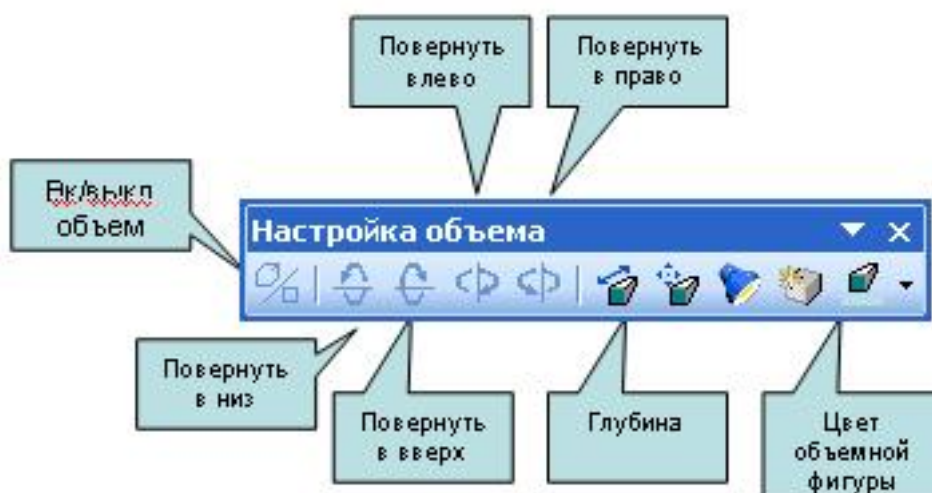 Повернуть
влево
Повернуть
в право
Вк/выкл
объем
Настройка объема
Повернуть
в низ
Повернуть
в вверх
Глубина
Цвет
объемной
фигуры